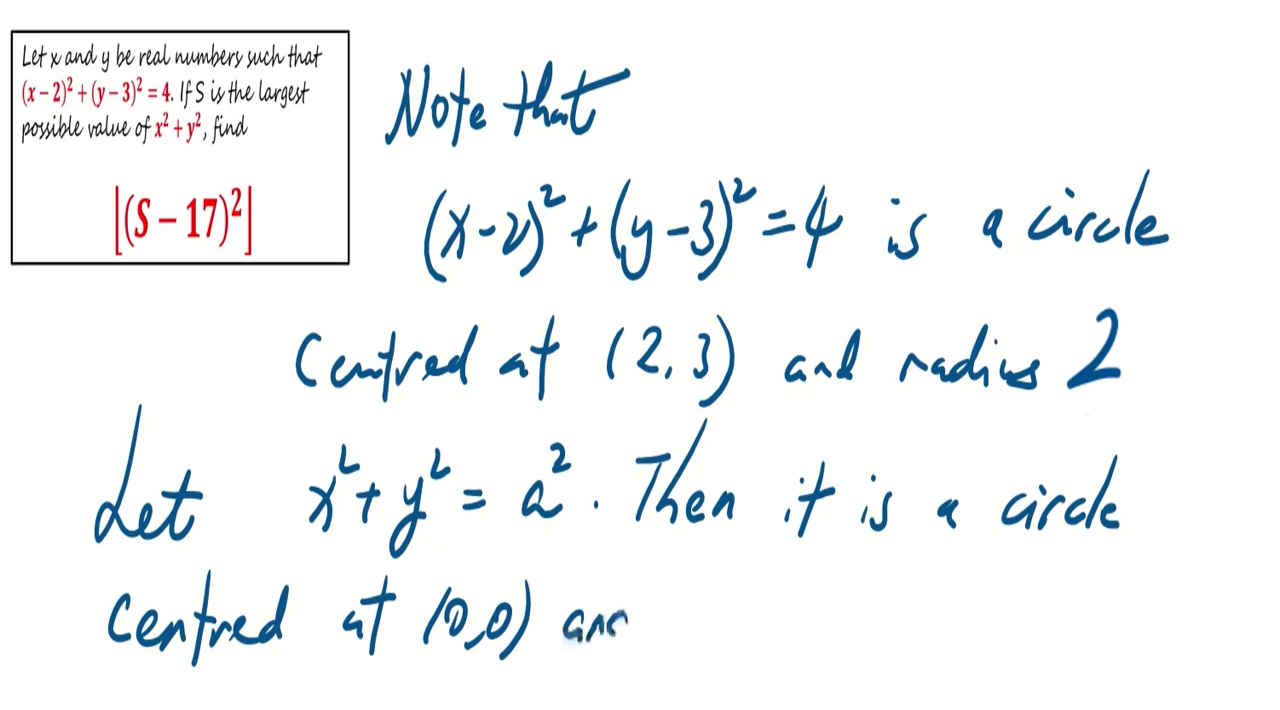 Let x and y be real numbers such that
(x – 2)² + (y – 3)² = 4. If S is the largest
possible value of x² + y², find
⌊(S – 17)²⌋
Note that
(x-2)² + (y-3)² = 4 is a circle
Centred at (2,3) and radius 2
Let x² + y² = a². Then it is a circle
Centred at (0,0) and